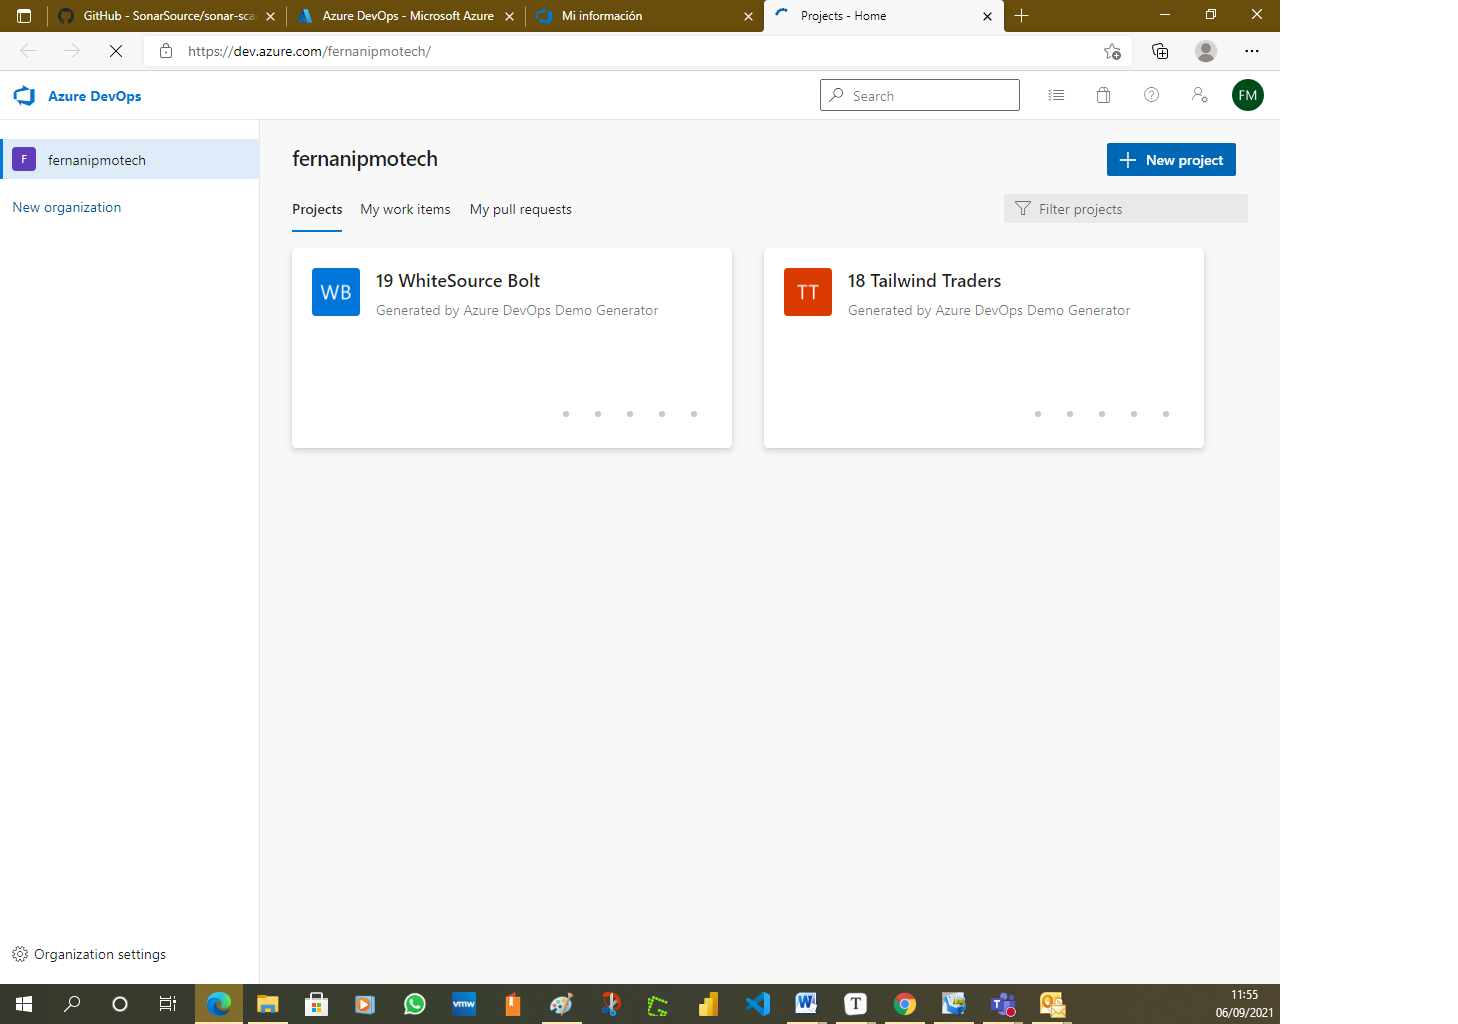 GitHub - SonarSource/sonar-sca
Azure DevOps - Microsoft Azure
Mi información
Projects - Home
https://dev.azure.com/fernanipmotech/
Azure DevOps
Search
FM
F fernanipmotech
New organization
fernanipmotech
New project
Projects My work items My pull requests
Filter projects
WB
19 WhiteSource Bolt
Generated by Azure DevOps Demo Generator
TT
18 Tailwind Traders
Generated by Azure DevOps Demo Generator
Organization settings
vmw
W
T
11:55
06/09/2021